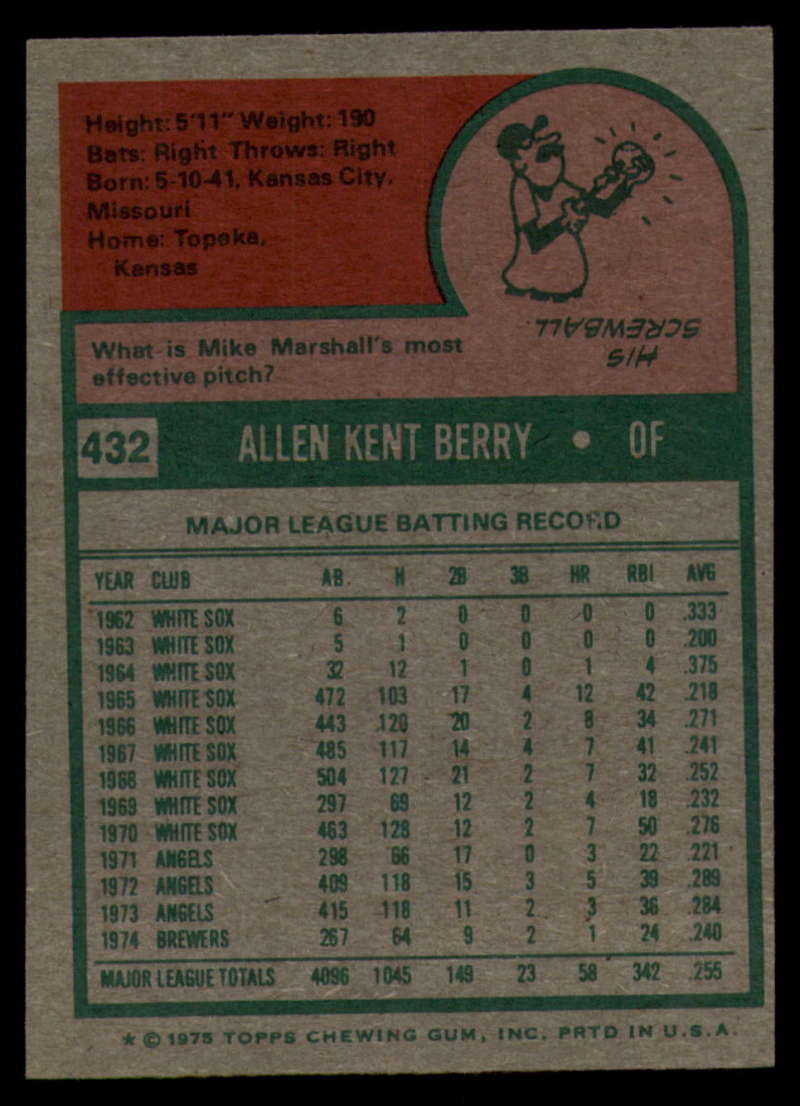 Height: 5'11" Weight: 190
Bats: Right Throws: Right
Born: 5-10-41, Kansas City,
Missouri
Home: Topeka,
Kansas
What is Mike Marshall's most
effective pitch?
HIS
SCREWBALL.
432 ALLEN KENT BERRY • OF
MAJOR LEAGUE BATTING RECORD
YEAR CLUB AB H 2B 3B HR RBI AVG
1962 WHITE SOX 6 2 0 0 0 0 .333
1963 WHITE SOX 5 1 0 0 0 0 .200
1964 WHITE SOX 32 12 1 0 1 4 .375
1965 WHITE SOX 472 103 17 4 12 42 .218
1966 WHITE SOX 443 120 20 2 8 34 .271
1967 WHITE SOX 485 117 14 4 7 41 .241
1968 WHITE SOX 504 127 21 2 7 32 .252
1969 WHITE SOX 297 69 12 2 4 18 .232
1970 WHITE SOX 463 128 12 2 7 50 .276
1971 ANGELS 298 66 17 0 3 22 .221
1972 ANGELS 409 118 15 3 5 39 .289
1973 ANGELS 415 118 11 2 3 36 .284
1974 BREWERS 267 64 9 2 1 24 .240
MAJOR LEAGUE TOTALS 4096 1045 149 23 58 342 .255
★ © 1975 TOPPS CHEWING GUM, INC. PRTD IN U.S.A.